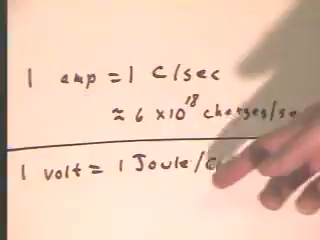 1 amp = 1 C/sec
≈ 6 x 10^18 charges/se
1 volt = 1 Joule/C